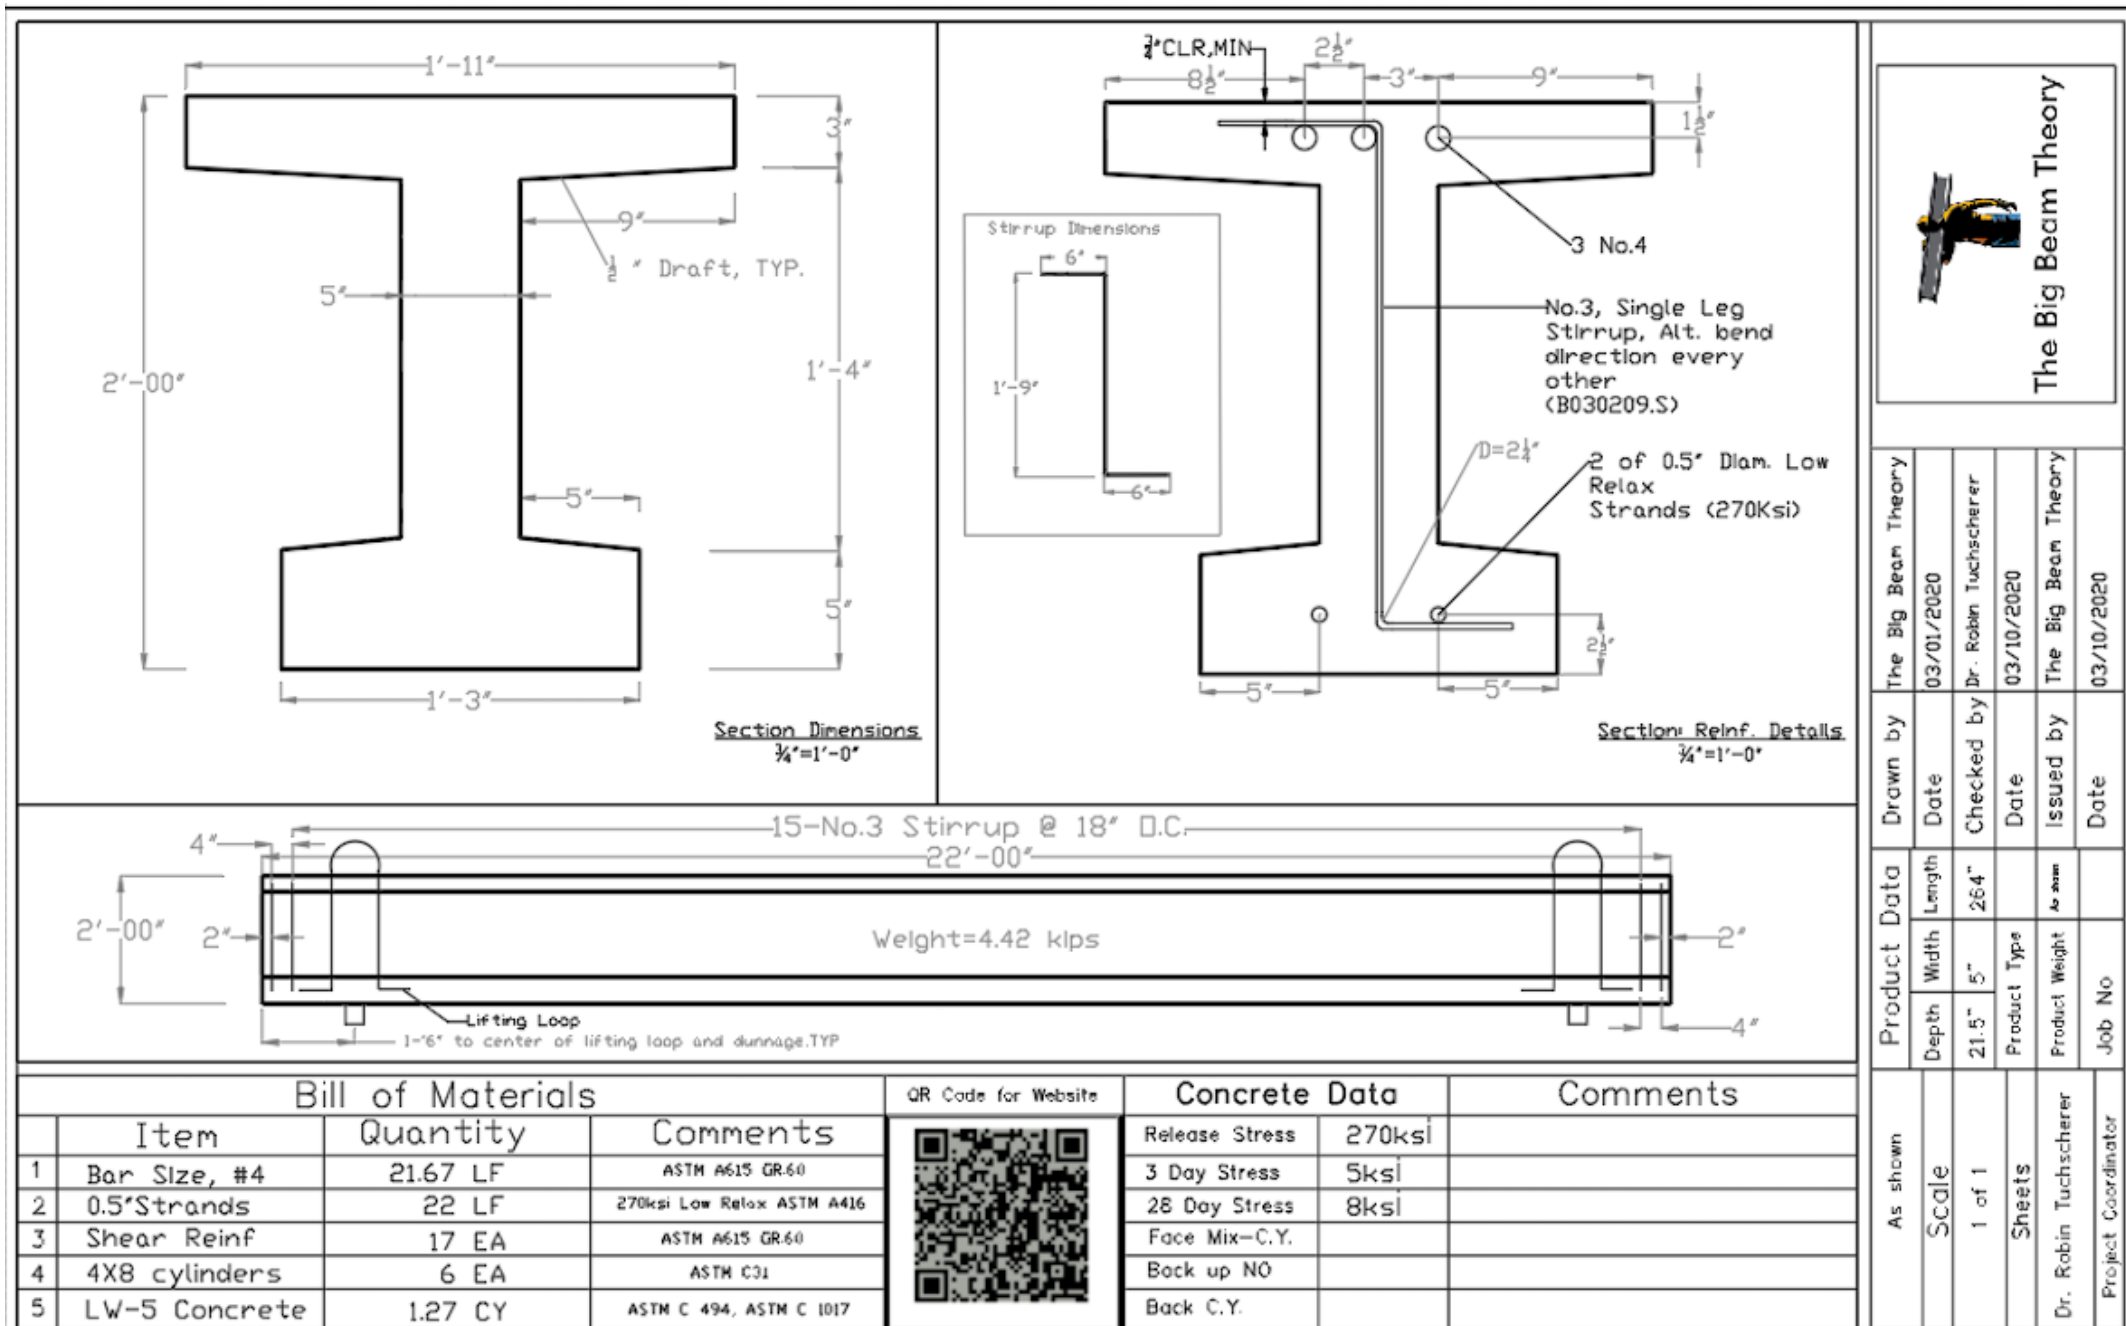 1'-11"
3"
9"
½" Draft, TYP.
5"
2'-00"
1'-4"
5"
5"
1'-3"
Section Dimensions
¾"=1'-0"
¾"CLR,MIN
2½"
8½"
3"
9"
1½"
Stirrup Dimensions
6"
1'-9"
6"
3 No.4
No.3, Single Leg
Stirrup, Alt. bend
direction every
other
(B030209.S)
D=2¼"
2 of 0.5" Diam. Low
Relax
Strands (270Ksi)
2½"
5"
5"
Section: Reinf. Details
¾"=1'-0"
15-No.3 Stirrup @ 18" O.C.
4"
22'-00"
2'-00"
2"
Weight=4.42 kips
2"
Lifting Loop
1-'6" to center of lifting loop and dunnage.TYP
4"
Bill of Materials
Item Quantity Comments
1 Bar Size, #4 21.67 LF ASTM A615 GR.60
2 0.5"Strands 22 LF 270ksi Low Relax ASTM A416
3 Shear Reinf 17 EA ASTM A615 GR.60
4 4X8 cylinders 6 EA ASTM C31
5 LW-5 Concrete 1.27 CY ASTM C 494, ASTM C 1017
QR Code for Website
Concrete Data Comments
Release Stress 270ksi
3 Day Stress 5ksi
28 Day Stress 8ksi
Face Mix-C.Y.
Back up NO
Back C.Y.
The Big Beam Theory
Drawn by The Big Beam Theory
Date 03/01/2020
Checked by Dr. Robin Tuchscherer
Date 03/10/2020
Issued by The Big Beam Theory
Date 03/10/2020
Product Data
Depth Width Length
21.5" 5" 264"
Product Type
Product Weight As shown
Job No
As shown
Scale
1 of 1
Sheets
Dr. Robin Tuchscherer
Project Coordinator